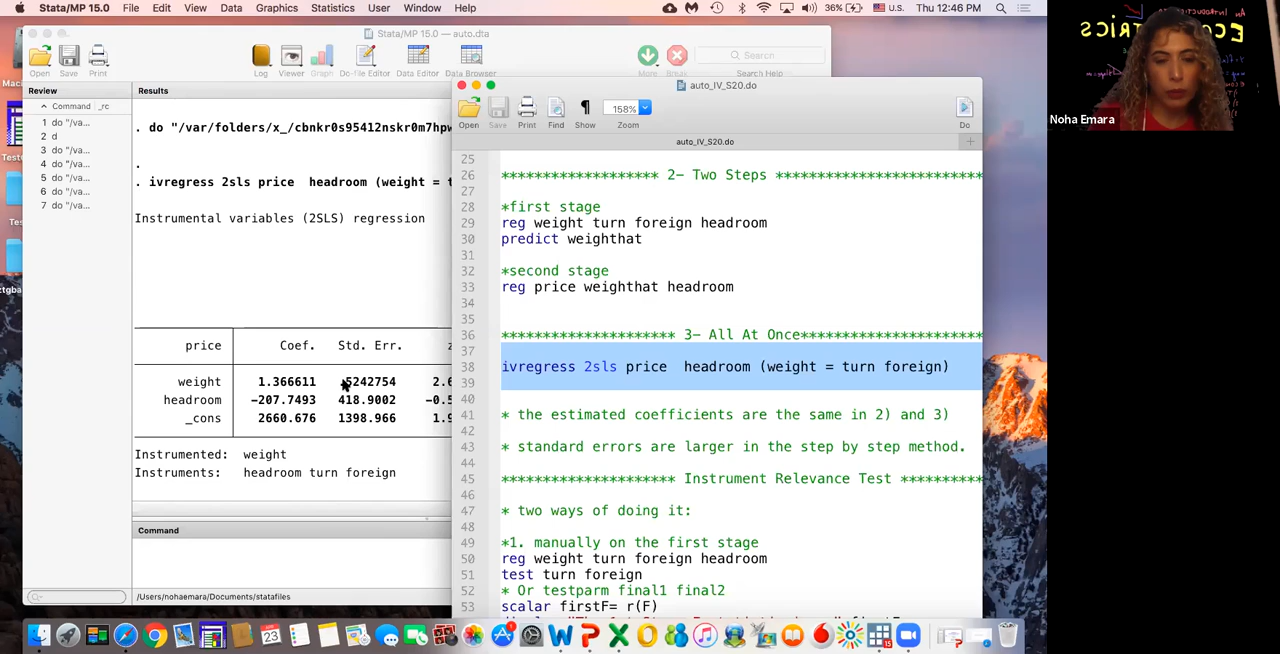 Stata/MP 15.0 File Edit View Data Graphics Statistics User Window Help 36% U.S. Thu 12:46 PM
Stata/MP 15.0 — auto.dta
Open Save Print Log Viewer Graph Do-file Editor Data Editor Data Browser More Break Search
Search Help
Review Results
Command _rc
1 do "/va...
2 d
3 do "/va...
4 do "/va...
5 do "/va...
6 do "/va...
7 do "/va...
. do "/var/folders/x_/cbnkr0s95412nskr0m7hpw
.
. ivregress 2sls price headroom (weight = t
Instrumental variables (2SLS) regression
price Coef. Std. Err. z
weight 1.366611 .5242754 2.6
headroom -207.7493 418.9002 -0.5
_cons 2660.676 1398.966 1.9
Instrumented: weight
Instruments: headroom turn foreign
Command
/Users/nohaemara/Documents/statafiles
auto_IV_S20.do
158%
Open Save Print Find Show Zoom Do
auto_IV_S20.do
25
26 ******************** 2- Two Steps ***********************
27
28 *first stage
29 reg weight turn foreign headroom
30 predict weighthat
31
32 *second stage
33 reg price weighthat headroom
34
35
36 ********************** 3- All At Once***********************
37
38 ivregress 2sls price headroom (weight = turn foreign)
39
40
41 * the estimated coefficients are the same in 2) and 3)
42
43 * standard errors are larger in the step by step method.
44
45 ********************** Instrument Relevance Test ***********
46
47 * two ways of doing it:
48
49 *1. manually on the first stage
50 reg weight turn foreign headroom
51 test turn foreign
52 * Or testparm final1 final2
53 scalar firstF= r(F)
Noha Emara